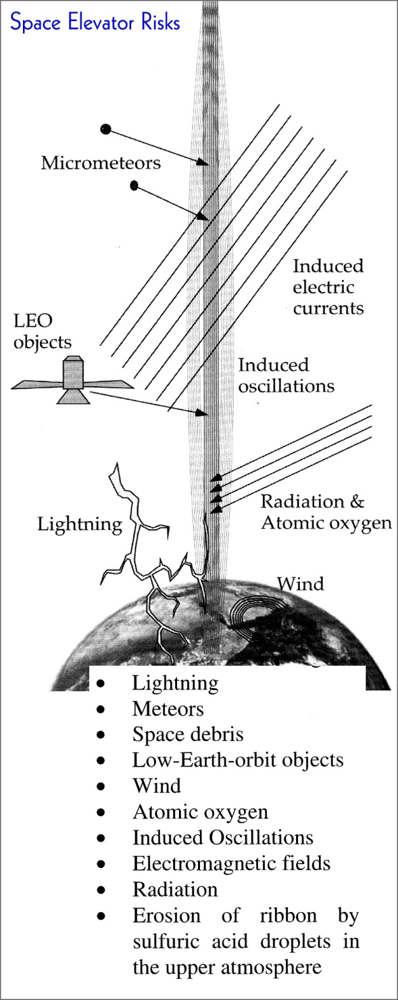 Space Elevator Risks
Micrometeors
Induced
electric
currents
LEO
objects
Induced
oscillations
Radiation &
Atomic oxygen
Lightning
Wind
• Lightning
• Meteors
• Space debris
• Low-Earth-orbit objects
• Wind
• Atomic oxygen
• Induced Oscillations
• Electromagnetic fields
• Radiation
• Erosion of ribbon by
sulfuric acid droplets in
the upper atmosphere